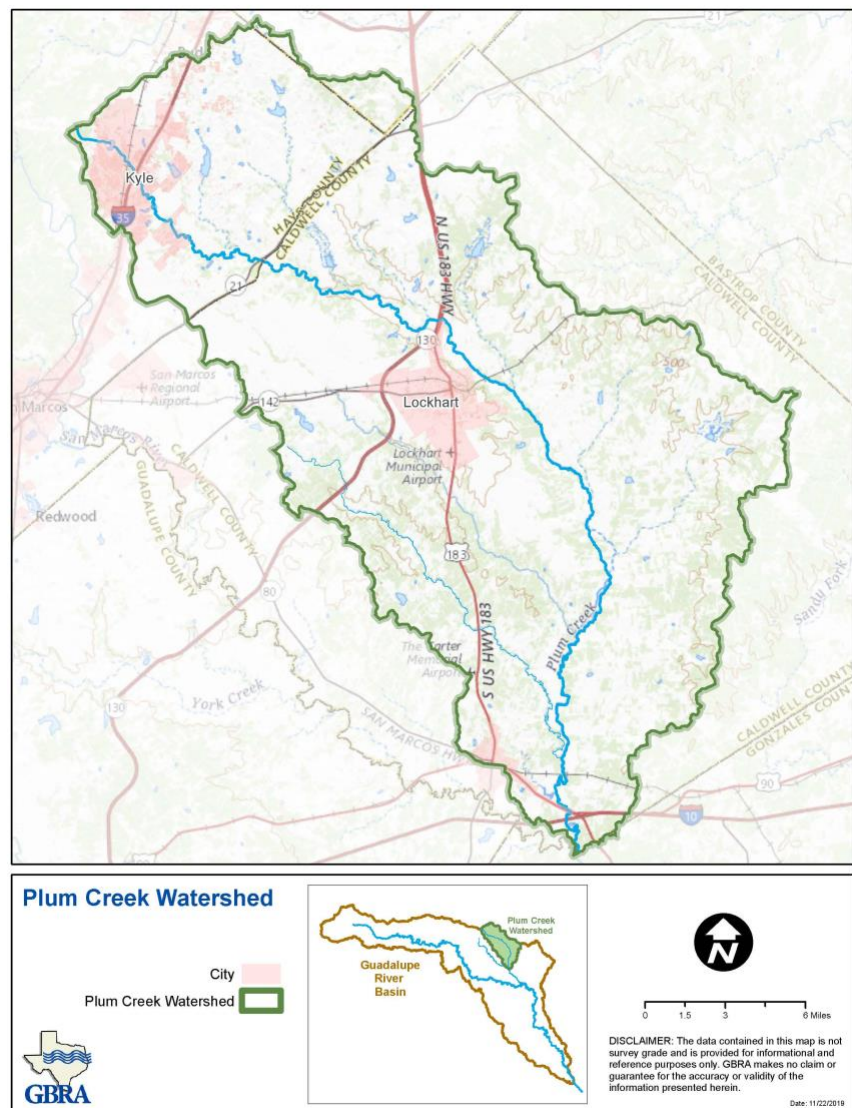 21
Kyle
35
HAYS COUNTY
CALDWELL COUNTY
N US 183 HWY
BASTROP COUNTY
CALDWELL COUNTY
21
130
500
San Marcos
Regional
Airport
142
Lockhart
n Marcos
San Marcos River
CALDWELL COUNTY
GUADALUPE COUNTY
Lockhart
Municipal
Airport
Redwood
183
80
Sandy Fork
Plum Creek
The Carter
Memorial
Airport
S US HWY 183
York Creek
130
SAN MARCOS HW
CALDWELL COUNTY
GONZALES COUNTY
90
10
Plum Creek Watershed
City
Plum Creek Watershed
GBRA
Plum Creek
Watershed
Guadalupe
River
Basin
N
0 1.5 3 6 Miles
DISCLAIMER: The data contained in this map is not
survey grade and is provided for informational and
reference purposes only. GBRA makes no claim or
guarantee for the accuracy or validity of the
information presented herein.
Date: 11/22/2019